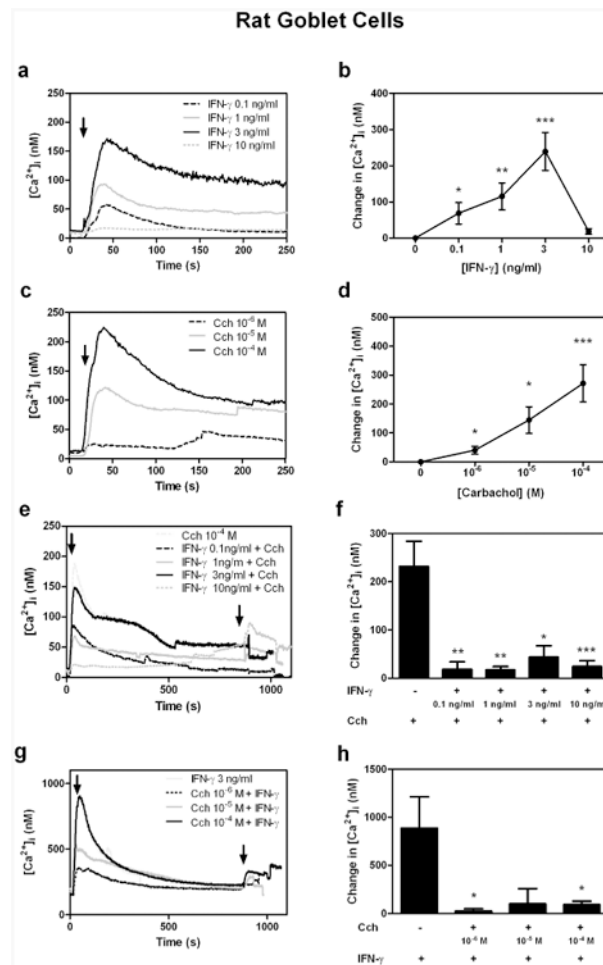 Rat Goblet Cells
a
[Ca2+]i (nM)
250
200
150
100
50
0
IFN-γ 0.1 ng/ml
IFN-γ 1 ng/ml
IFN-γ 3 ng/ml
IFN-γ 10 ng/ml
0 50 100 150 200 250
Time (s)
b
Change in [Ca2+]i (nM)
400
300
200
100
0
* ** ***
0 0.1 1 3 10
[IFN-γ] (ng/ml)
c
[Ca2+]i (nM)
250
200
150
100
50
0
Cch 10-6 M
Cch 10-5 M
Cch 10-4 M
0 50 100 150 200 250
Time (s)
d
Change in [Ca2+]i (nM)
500
400
300
200
100
0
* * ***
0 10-6 10-5 10-4
[Carbachol] (M)
e
[Ca2+]i (nM)
250
200
150
100
50
0
Cch 10-4 M
IFN-γ 0.1ng/ml + Cch
IFN-γ 1ng/m + Cch
IFN-γ 3ng/ml + Cch
IFN-γ 10ng/ml + Cch
0 500 1000
Time (s)
f
Change in [Ca2+]i (nM)
300
200
100
50
0
** ** * ***
IFN-γ - + + + +
0.1 ng/ml 1 ng/ml 3 ng/ml 10 ng/ml
Cch + + + + +
g
[Ca2+]i (nM)
1000
500
0
IFN-γ 3 ng/ml
Cch 10-6 M + IFN-γ
Cch 10-5 M + IFN-γ
Cch 10-4 M + IFN-γ
0 500 1000
Time (s)
h
Change in [Ca2+]i (nM)
1500
1000
500
0
* *
Cch - + + +
10-6 M 10-5 M 10-4 M
IFN-γ + + + +